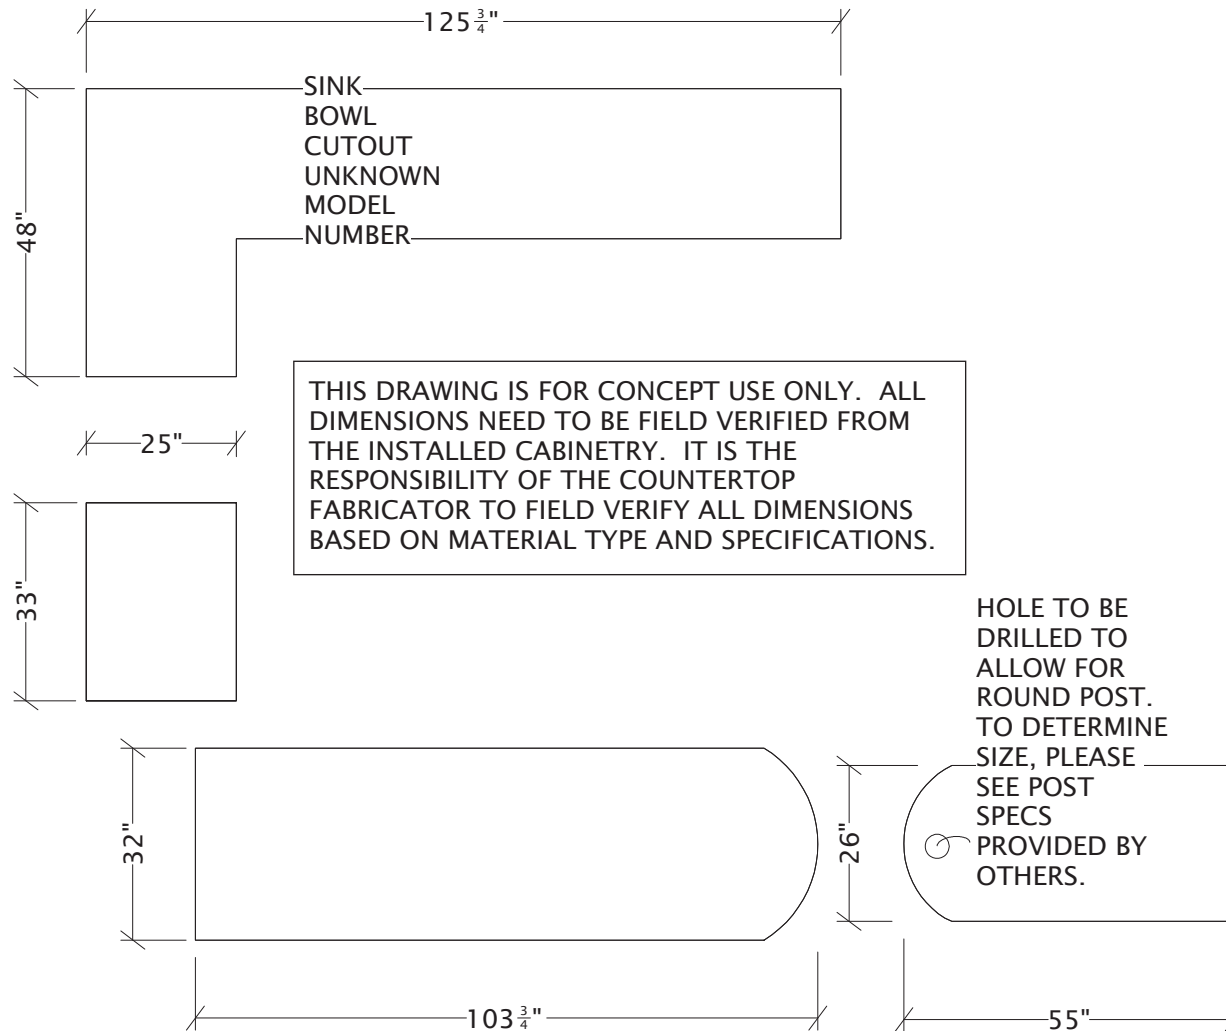 125 3/4"
SINK
BOWL
CUTOUT
UNKNOWN
MODEL
NUMBER
48"
25"
THIS DRAWING IS FOR CONCEPT USE ONLY. ALL
DIMENSIONS NEED TO BE FIELD VERIFIED FROM
THE INSTALLED CABINETRY. IT IS THE
RESPONSIBILITY OF THE COUNTERTOP
FABRICATOR TO FIELD VERIFY ALL DIMENSIONS
BASED ON MATERIAL TYPE AND SPECIFICATIONS.
33"
HOLE TO BE
DRILLED TO
ALLOW FOR
ROUND POST.
TO DETERMINE
SIZE, PLEASE
SEE POST
SPECS
PROVIDED BY
OTHERS.
32"
26"
103 3/4"
55"